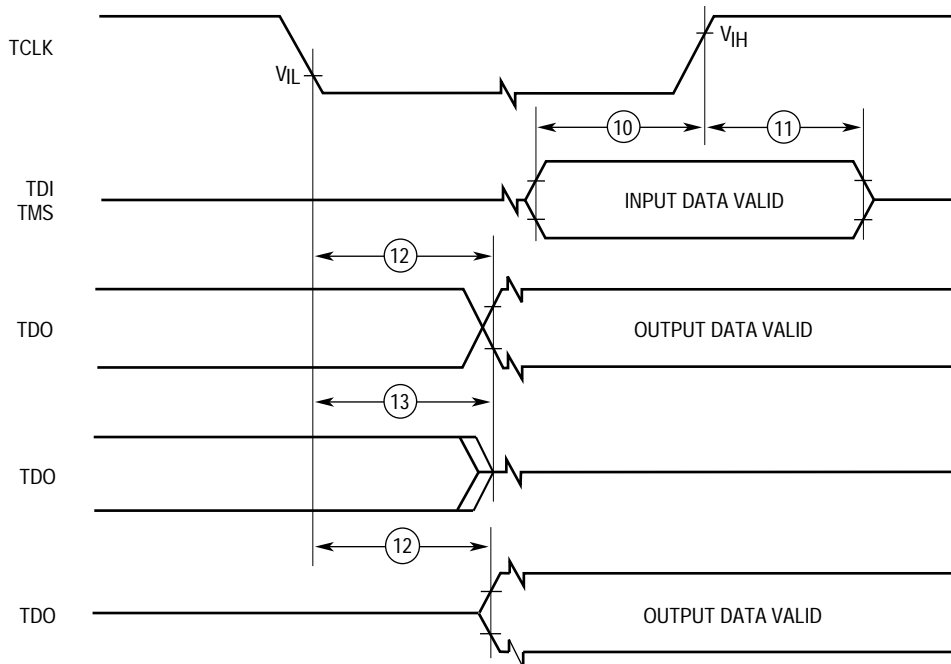 TCLK
VIL
VIH
10
11
TDI
TMS
INPUT DATA VALID
12
TDO
OUTPUT DATA VALID
13
TDO
12
TDO
OUTPUT DATA VALID